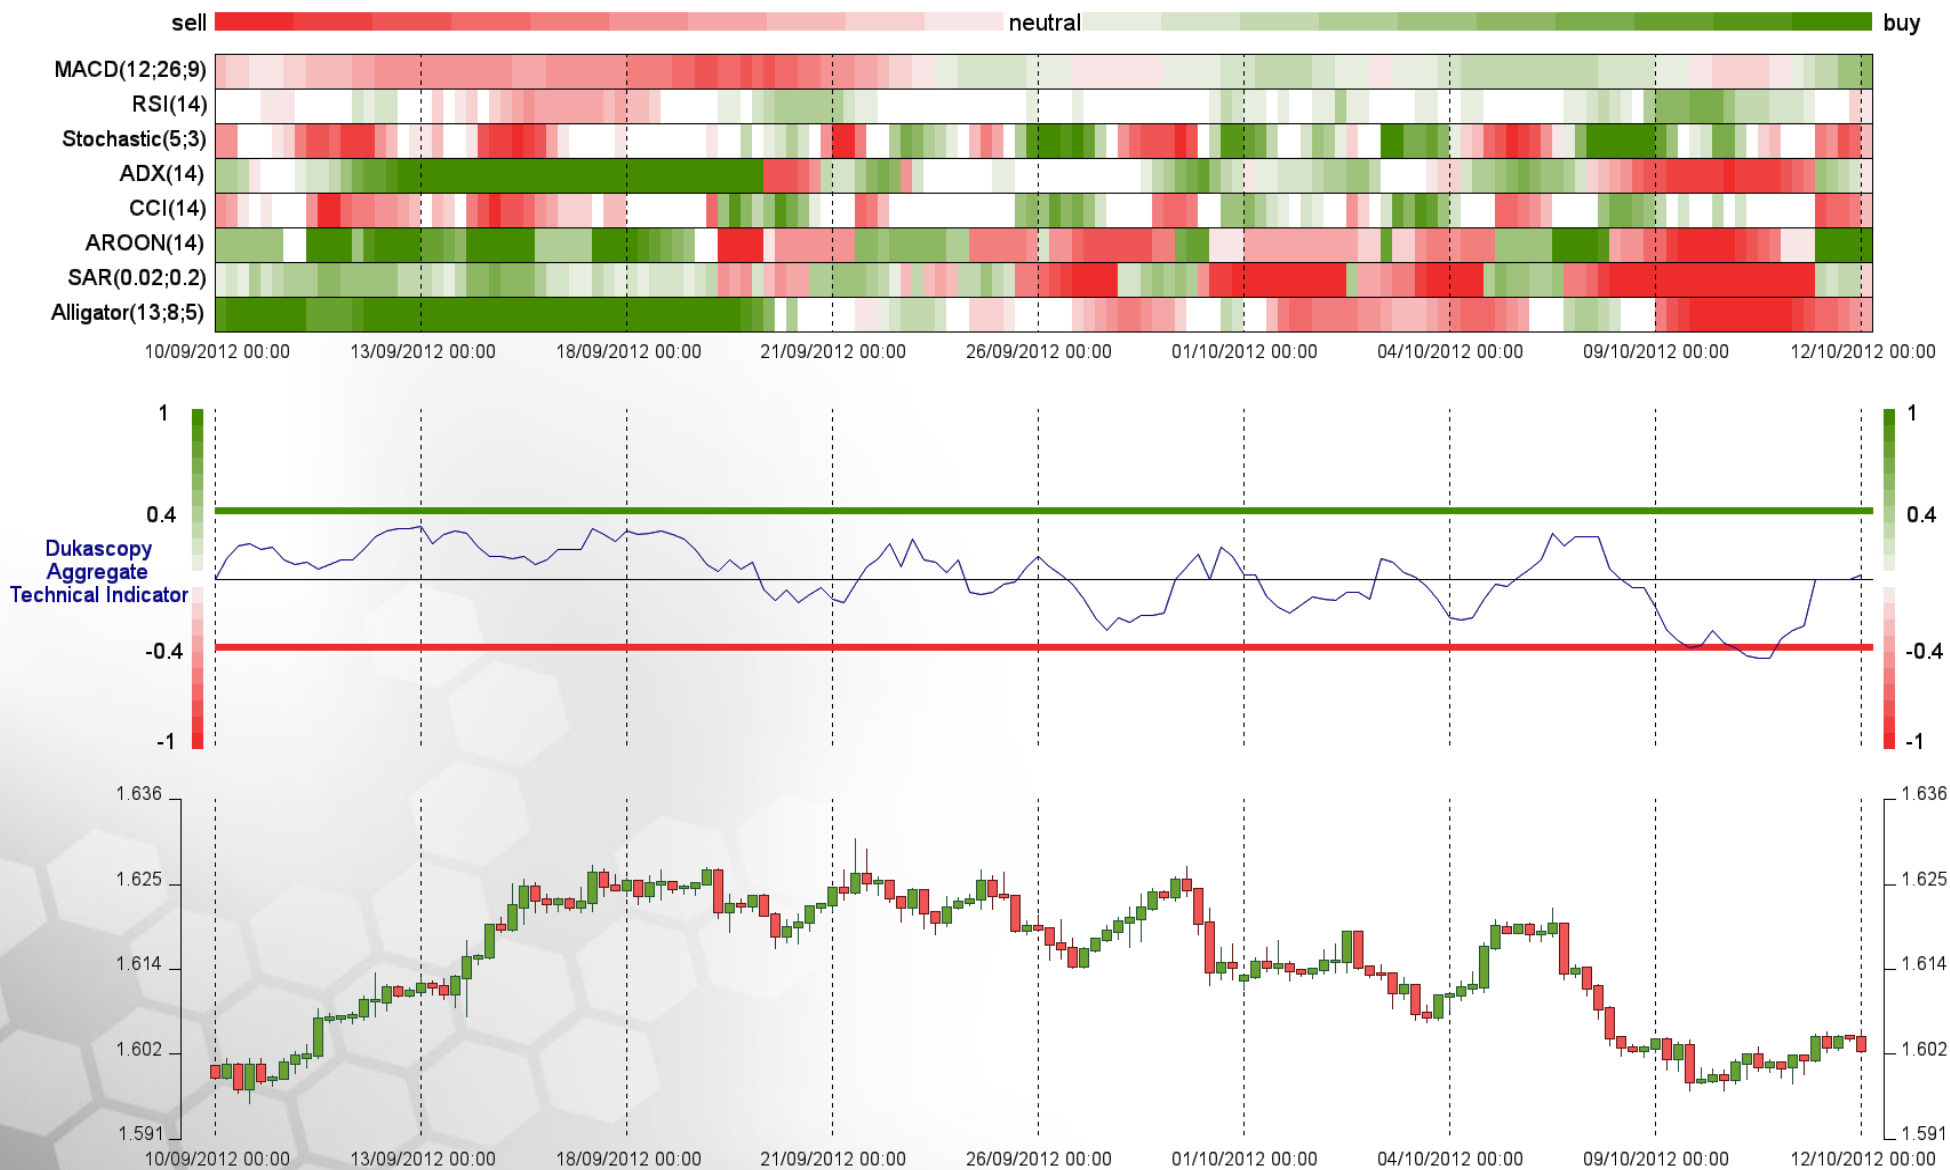 sell neutral buy
MACD(12;26;9)
RSI(14)
Stochastic(5;3)
ADX(14)
CCI(14)
AROON(14)
SAR(0.02;0.2)
Alligator(13;8;5)
10/09/2012 00:00 13/09/2012 00:00 18/09/2012 00:00 21/09/2012 00:00 26/09/2012 00:00 01/10/2012 00:00 04/10/2012 00:00 09/10/2012 00:00 12/10/2012 00:00
1 1
0.4 0.4
Dukascopy
Aggregate
Technical Indicator
-0.4 -0.4
-1 -1
1.636 1.636
1.625 1.625
1.614 1.614
1.602 1.602
1.591 1.591
10/09/2012 00:00 13/09/2012 00:00 18/09/2012 00:00 21/09/2012 00:00 26/09/2012 00:00 01/10/2012 00:00 04/10/2012 00:00 09/10/2012 00:00 12/10/2012 00:00